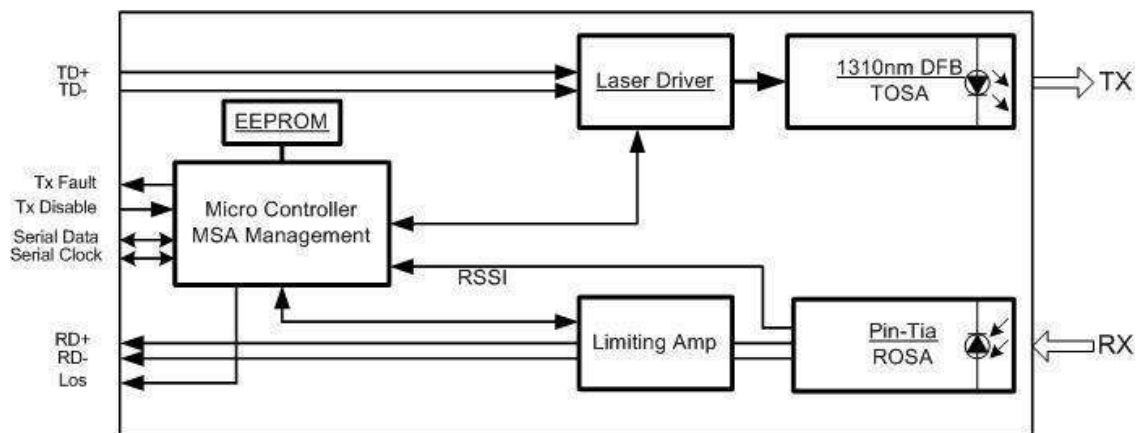 TD+
TD-
Laser Driver
1310nm DFB
TOSA
TX
EEPROM
Tx Fault
Tx Disable
Serial Data
Serial Clock
Micro Controller
MSA Management
RSSI
RD+
RD-
Los
Limiting Amp
Pin-Tia
ROSA
RX